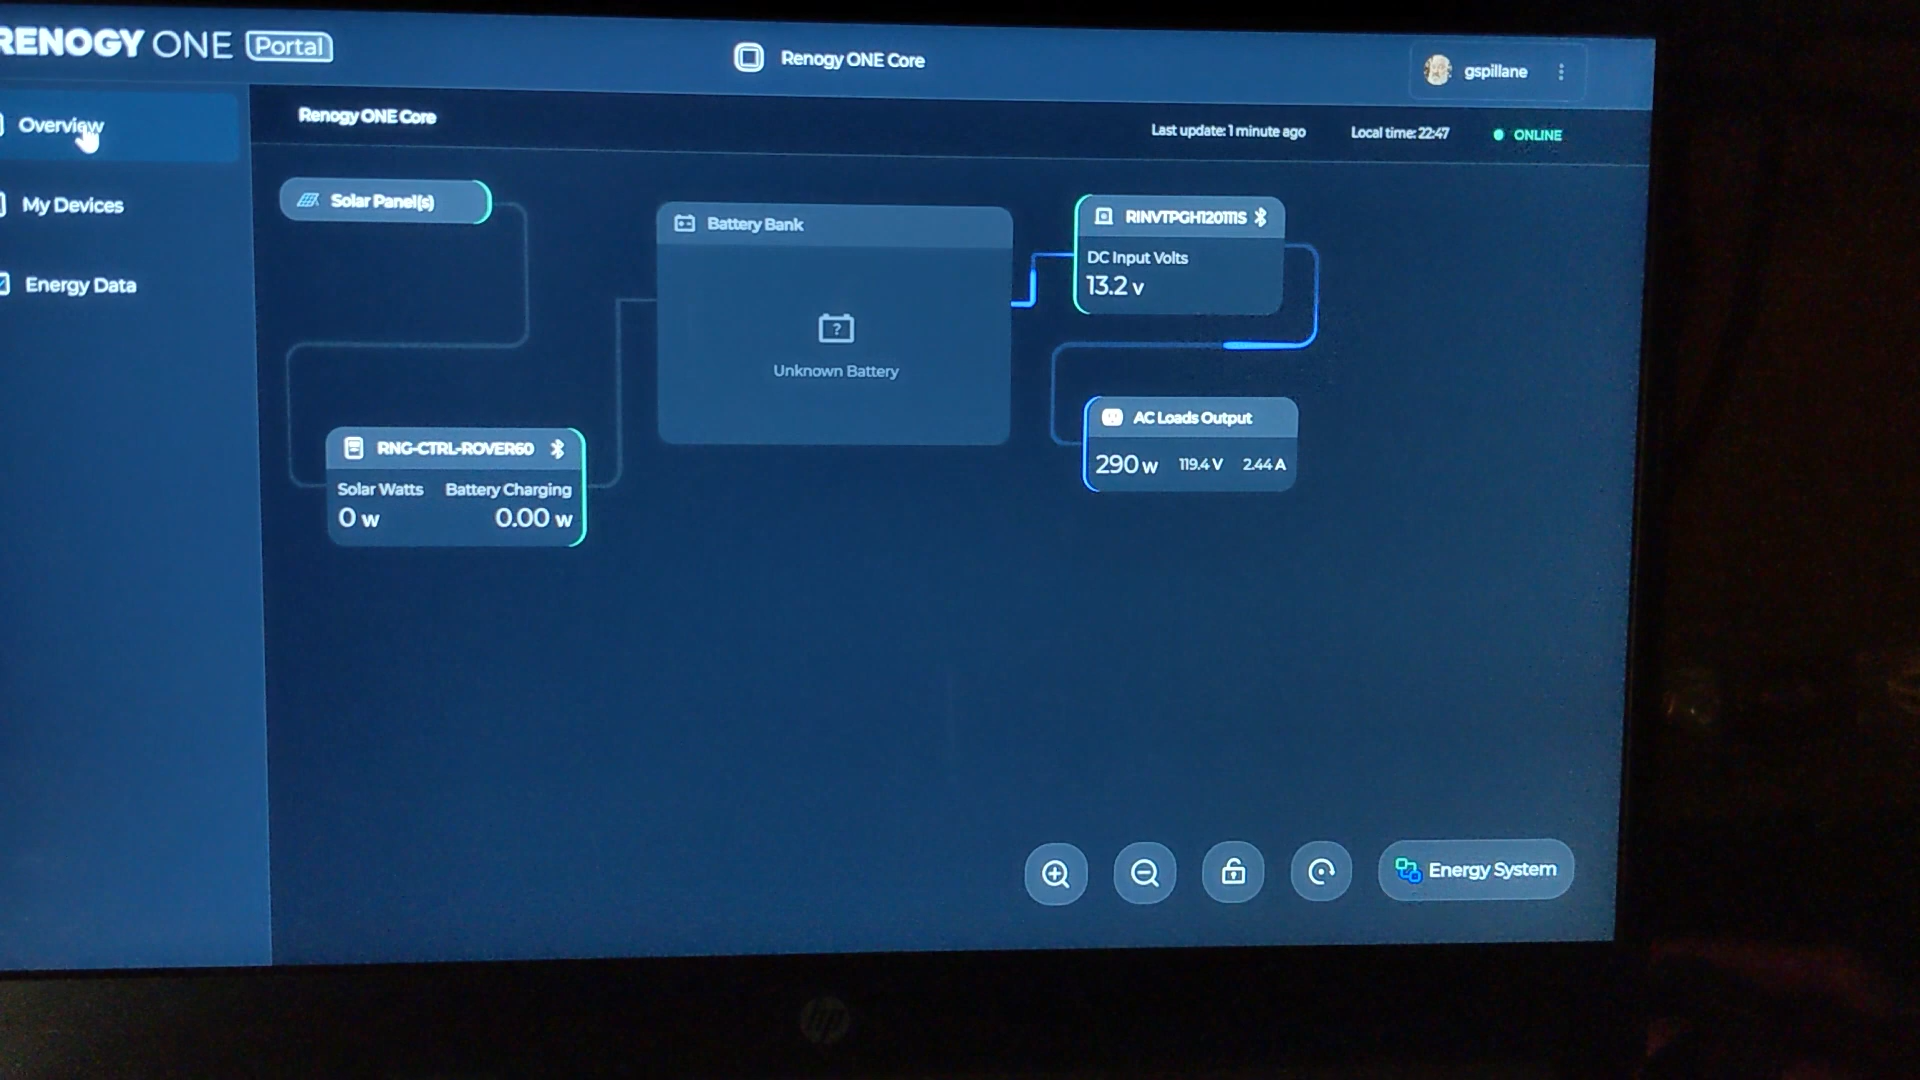 RENOGY ONE Portal
Renogy ONE Core
gspillane
Overview
My Devices
Energy Data
Renogy ONE Core
Last update: 1 minute ago
Local time: 22:47
ONLINE
Solar Panel(s)
Battery Bank
Unknown Battery
RINVTPGH120111S
DC Input Volts
13.2 V
AC Loads Output
290 W 119.4 V 2.44 A
RNG-CTRL-ROVER60
Solar Watts Battery Charging
0 W 0.00 W
Energy System
hp